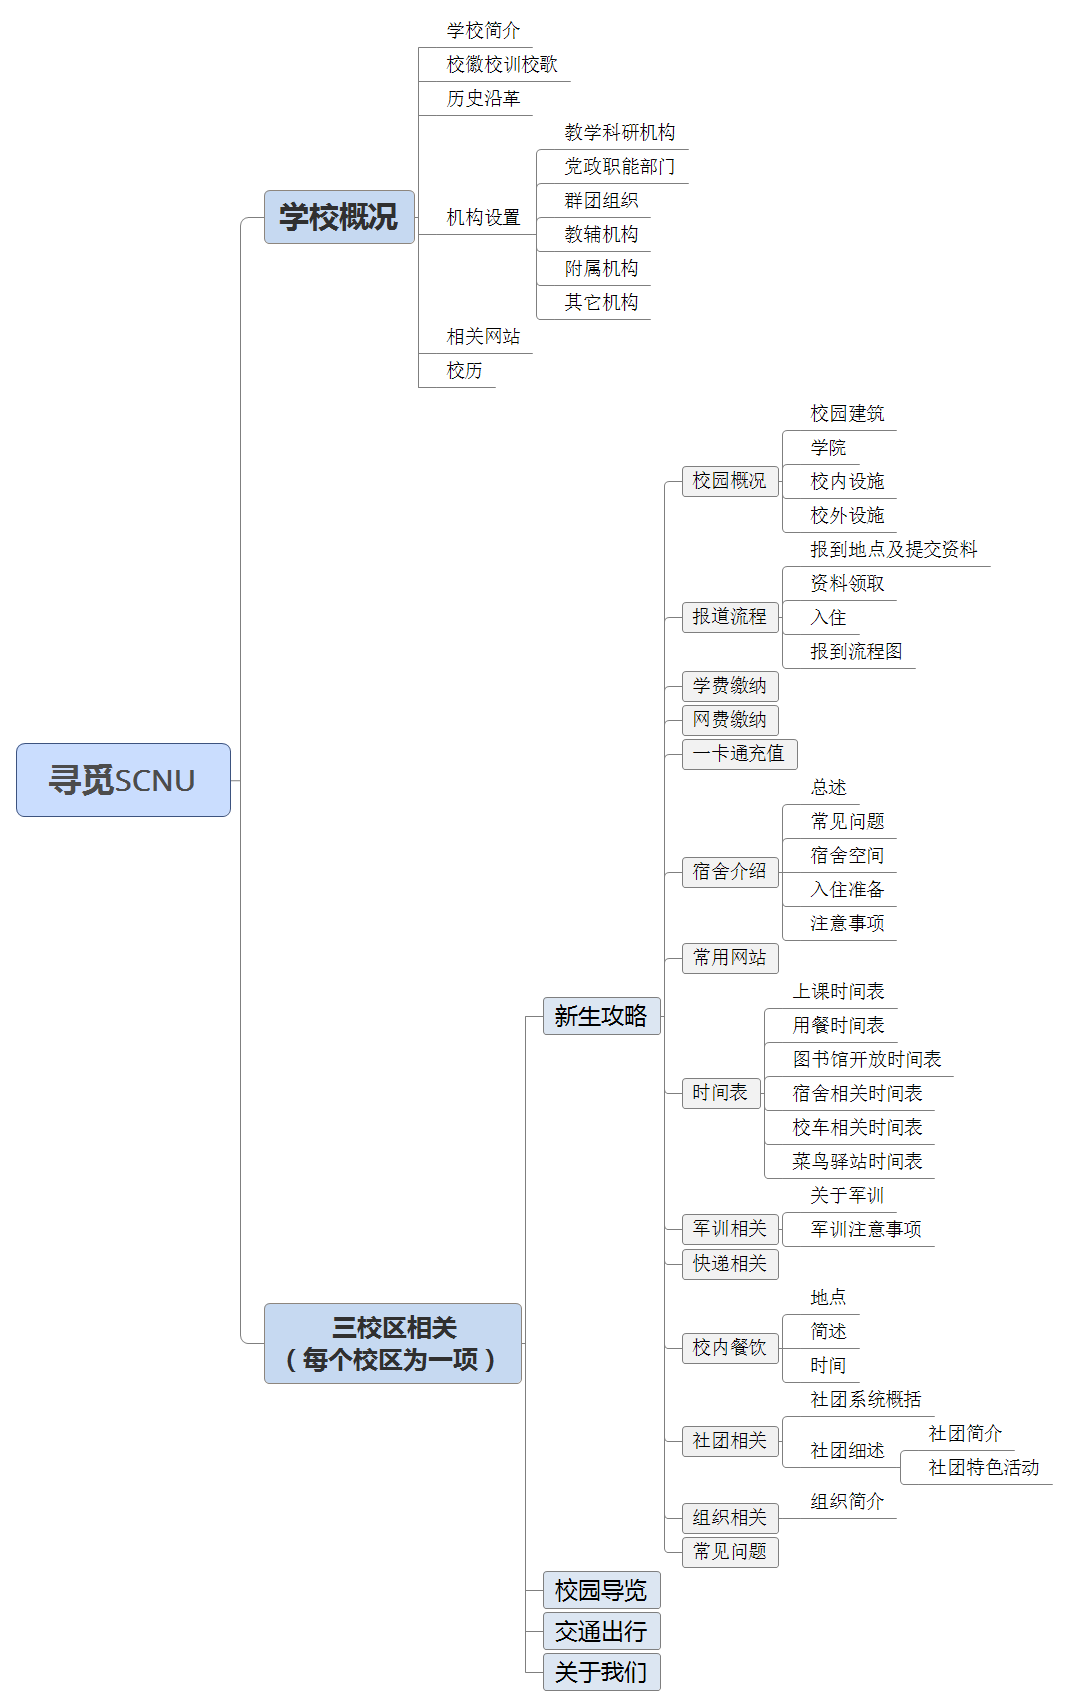 寻觅SCNU
学校概况
学校简介
校徽校训校歌
历史沿革
机构设置
教学科研机构
党政职能部门
群团组织
教辅机构
附属机构
其它机构
相关网站
校历
三校区相关
（每个校区为一项）
新生攻略
校园概况
校园建筑
学院
校内设施
校外设施
报道流程
报到地点及提交资料
资料领取
入住
报到流程图
学费缴纳
网费缴纳
一卡通充值
宿舍介绍
总述
常见问题
宿舍空间
入住准备
注意事项
常用网站
时间表
上课时间表
用餐时间表
图书馆开放时间表
宿舍相关时间表
校车相关时间表
菜鸟驿站时间表
军训相关
关于军训
军训注意事项
快递相关
校内餐饮
地点
简述
时间
社团相关
社团系统概括
社团细述
社团简介
社团特色活动
组织相关
组织简介
常见问题
校园导览
交通出行
关于我们